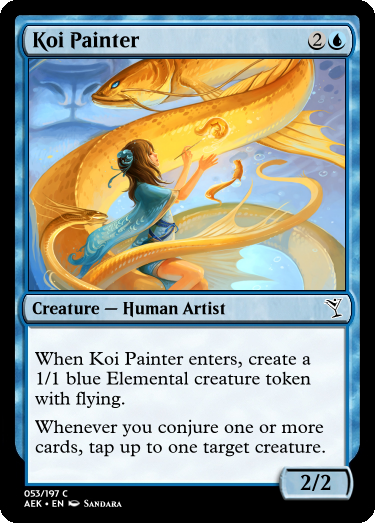 Koi Painter 2
Creature — Human Artist
When Koi Painter enters, create a
1/1 blue Elemental creature token
with flying.
Whenever you conjure one or more
cards, tap up to one target creature.
2/2
053/197 C
AEK • EN Sandara